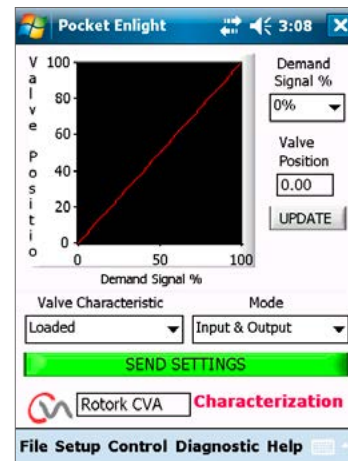 Pocket Enlight 3:08
Valve Positio
100
80
60
40
20
0
0 50 100
Demand Signal %
Demand
Signal %
0%
Valve
Position
0.00
UPDATE
Valve Characteristic Mode
Loaded Input & Output
SEND SETTINGS
Rotork CVA Characterization
File Setup Control Diagnostic Help